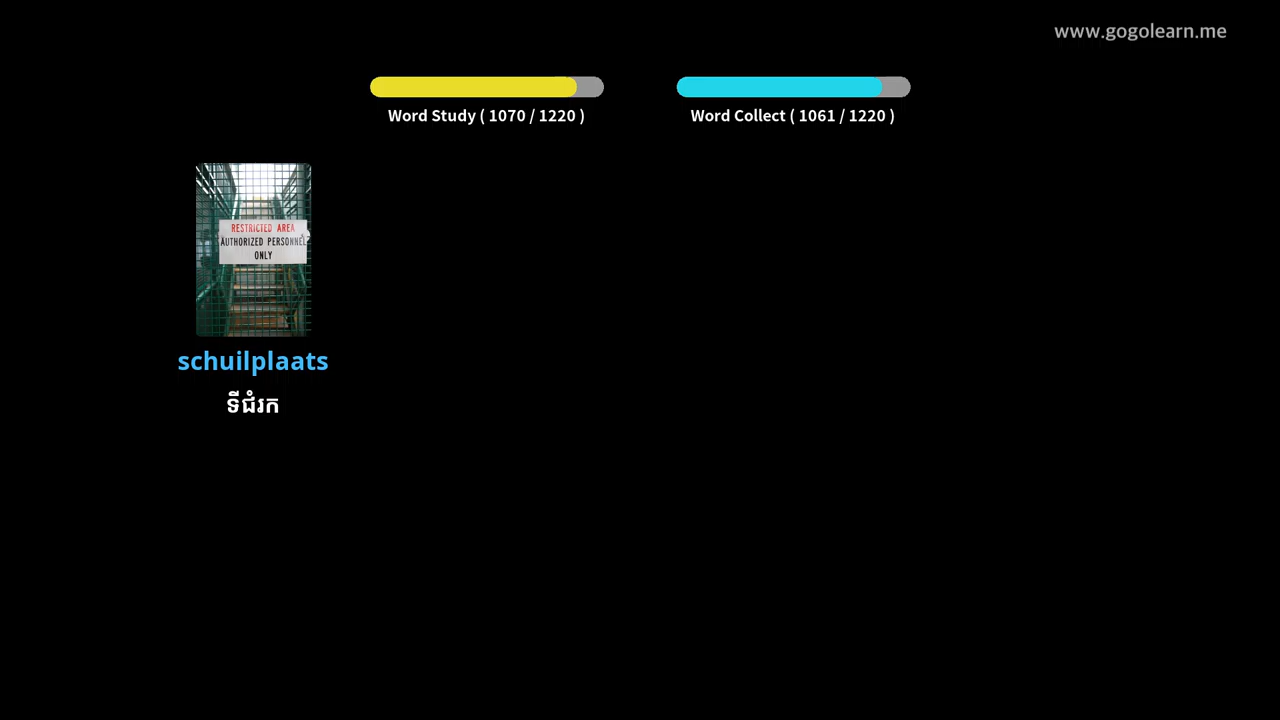 www.gogolearn.me
Word Study ( 1070 / 1220 )
Word Collect ( 1061 / 1220 )
RESTRICTED AREA
AUTHORIZED PERSONNEL
ONLY
schuilplaats
ទីជំរក